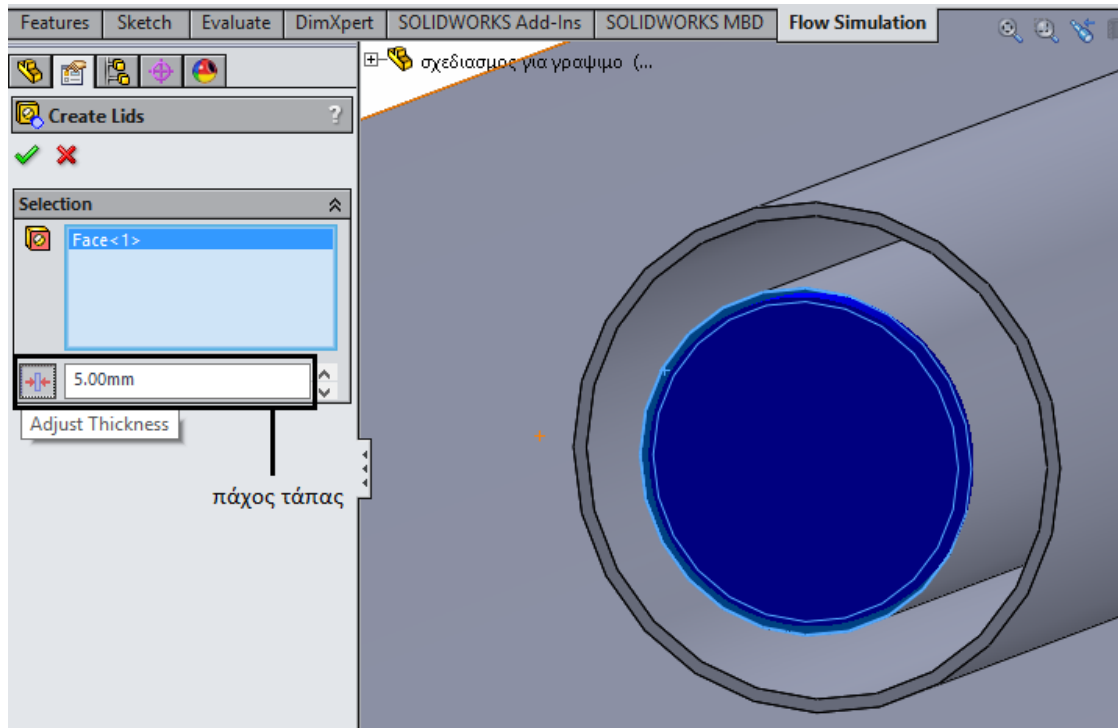 Features Sketch Evaluate DimXpert SOLIDWORKS Add-Ins SOLIDWORKS MBD Flow Simulation
σχεδιασμος για γραψιμο (...
Create Lids ?
Selection
Face<1>
5.00mm
Adjust Thickness
πάχος τάπας